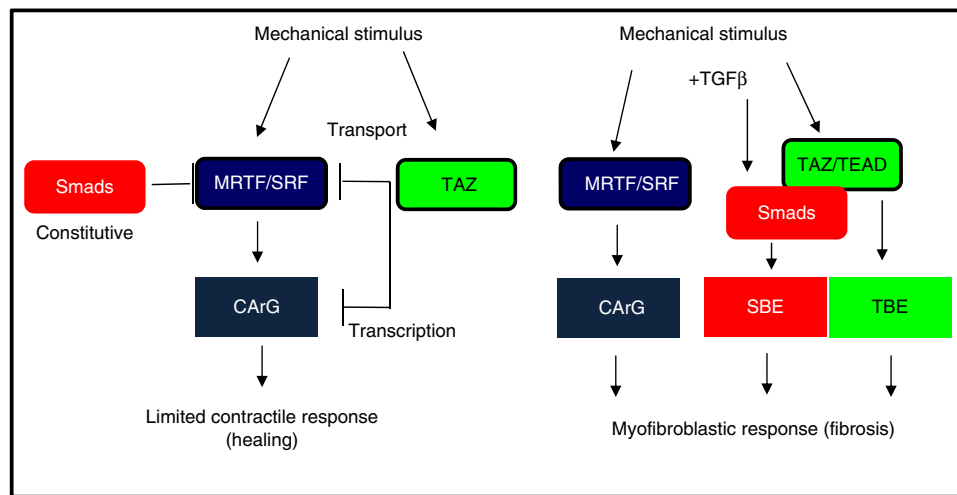 Mechanical stimulus
Transport
Smads
MRTF/SRF
TAZ
Constitutive
CArG
Transcription
Limited contractile response
(healing)
Mechanical stimulus
+TGFβ
MRTF/SRF
TAZ/TEAD
Smads
CArG
SBE
TBE
Myofibroblastic response (fibrosis)